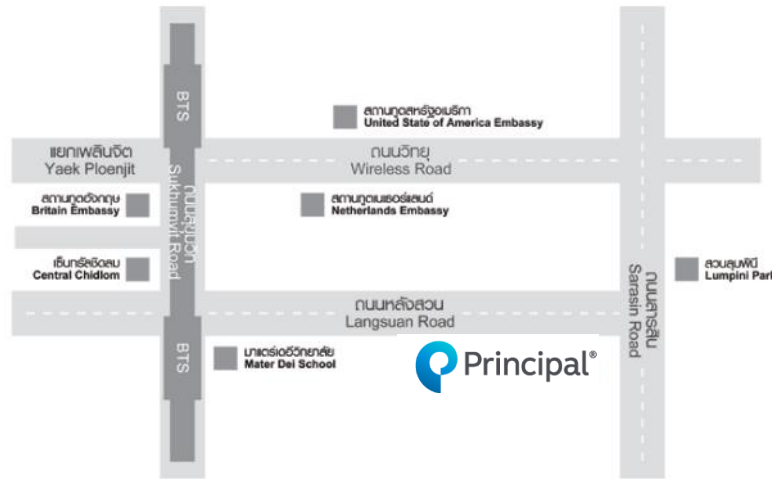 BTS
สถานทูตสหรัฐอเมริกา
United State of America Embassy
แยกเพลินจิต
Yaek Ploenjit
ถนนวิทยุ
Wireless Road
สถานทูตอังกฤษ
Britain Embassy
ถนนสุขุมวิท
Sukhumvit Road
สถานทูตเนเธอร์แลนด์
Netherlands Embassy
เซ็นทรัลชิดลม
Central Chidlom
สวนลุมพินี
Lumpini Park
ถนนสารสิน
Sarasin Road
ถนนหลังสวน
Langsuan Road
BTS
มาแตร์เดอีวิทยาลัย
Mater Dei School
Principal®